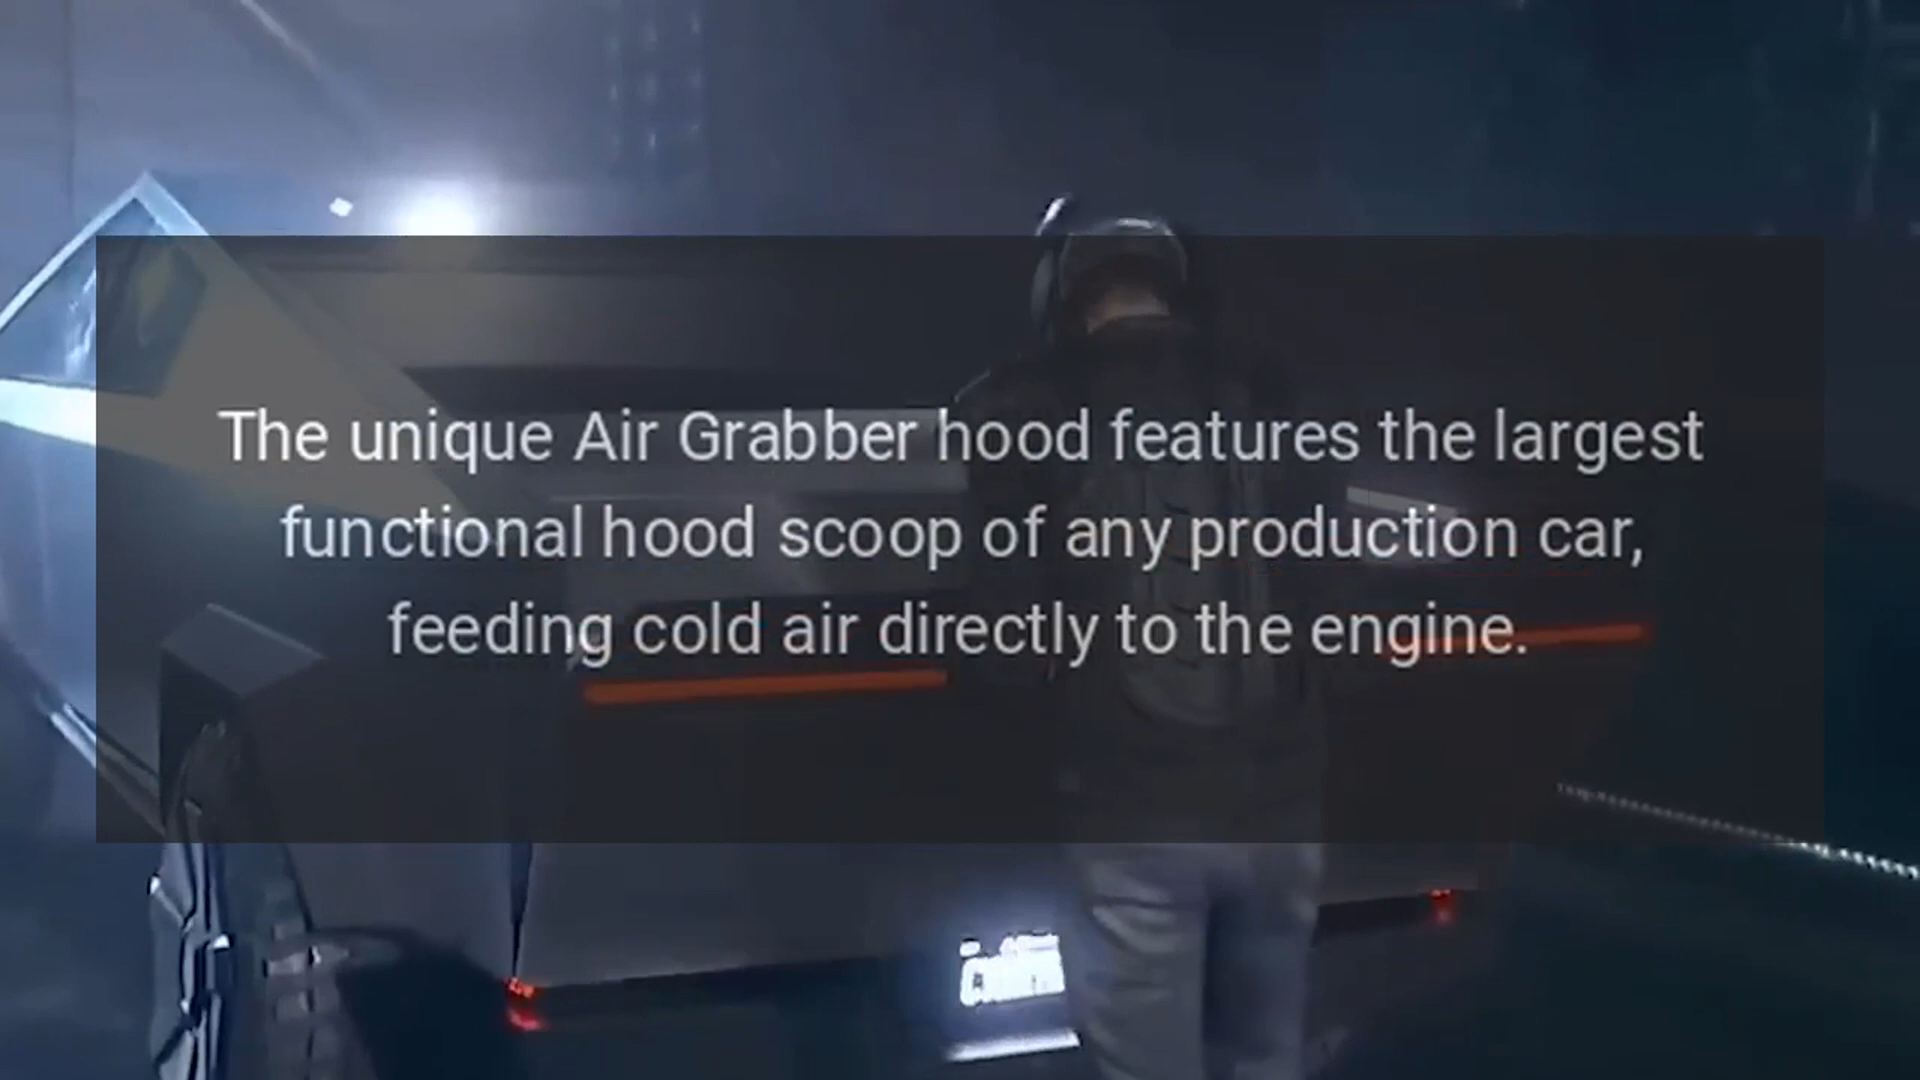 The unique Air Grabber hood features the largest
functional hood scoop of any production car,
feeding cold air directly to the engine.